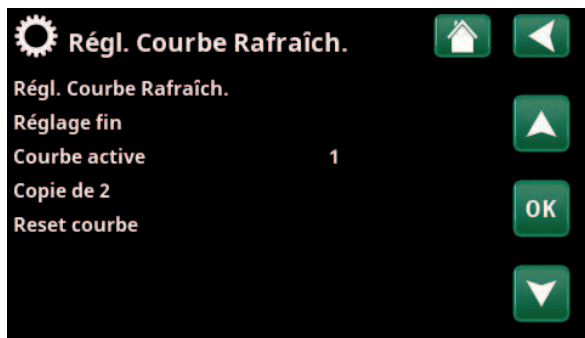 Régl. Courbe Rafraîch.
Régl. Courbe Rafraîch.
Réglage fin
Courbe active 1
Copie de 2
Reset courbe
OK